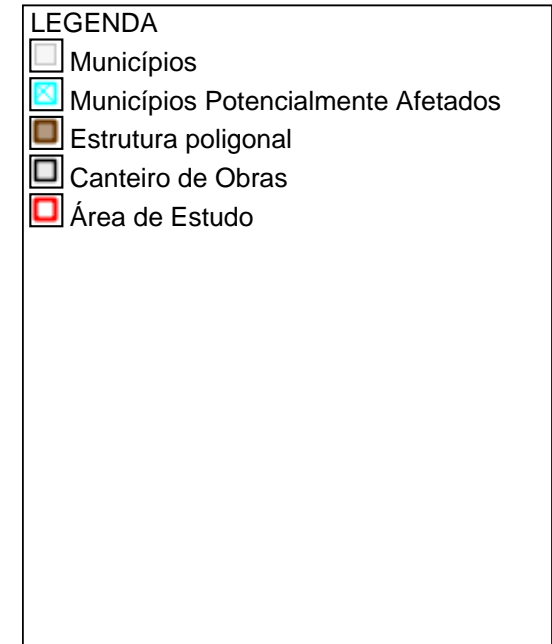 LEGENDA
Municípios
Municípios Potencialmente Afetados
Estrutura poligonal
Canteiro de Obras
Área de Estudo